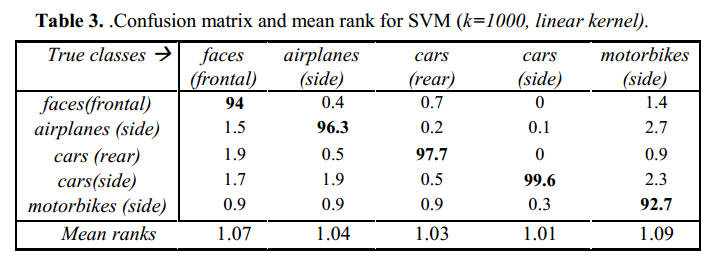 Table 3. .Confusion matrix and mean rank for SVM (k=1000, linear kernel).
True classes → faces (frontal) airplanes (side) cars (rear) cars (side) motorbikes (side)
faces(frontal) 94 0.4 0.7 0 1.4
airplanes (side) 1.5 96.3 0.2 0.1 2.7
cars (rear) 1.9 0.5 97.7 0 0.9
cars(side) 1.7 1.9 0.5 99.6 2.3
motorbikes (side) 0.9 0.9 0.9 0.3 92.7
Mean ranks 1.07 1.04 1.03 1.01 1.09